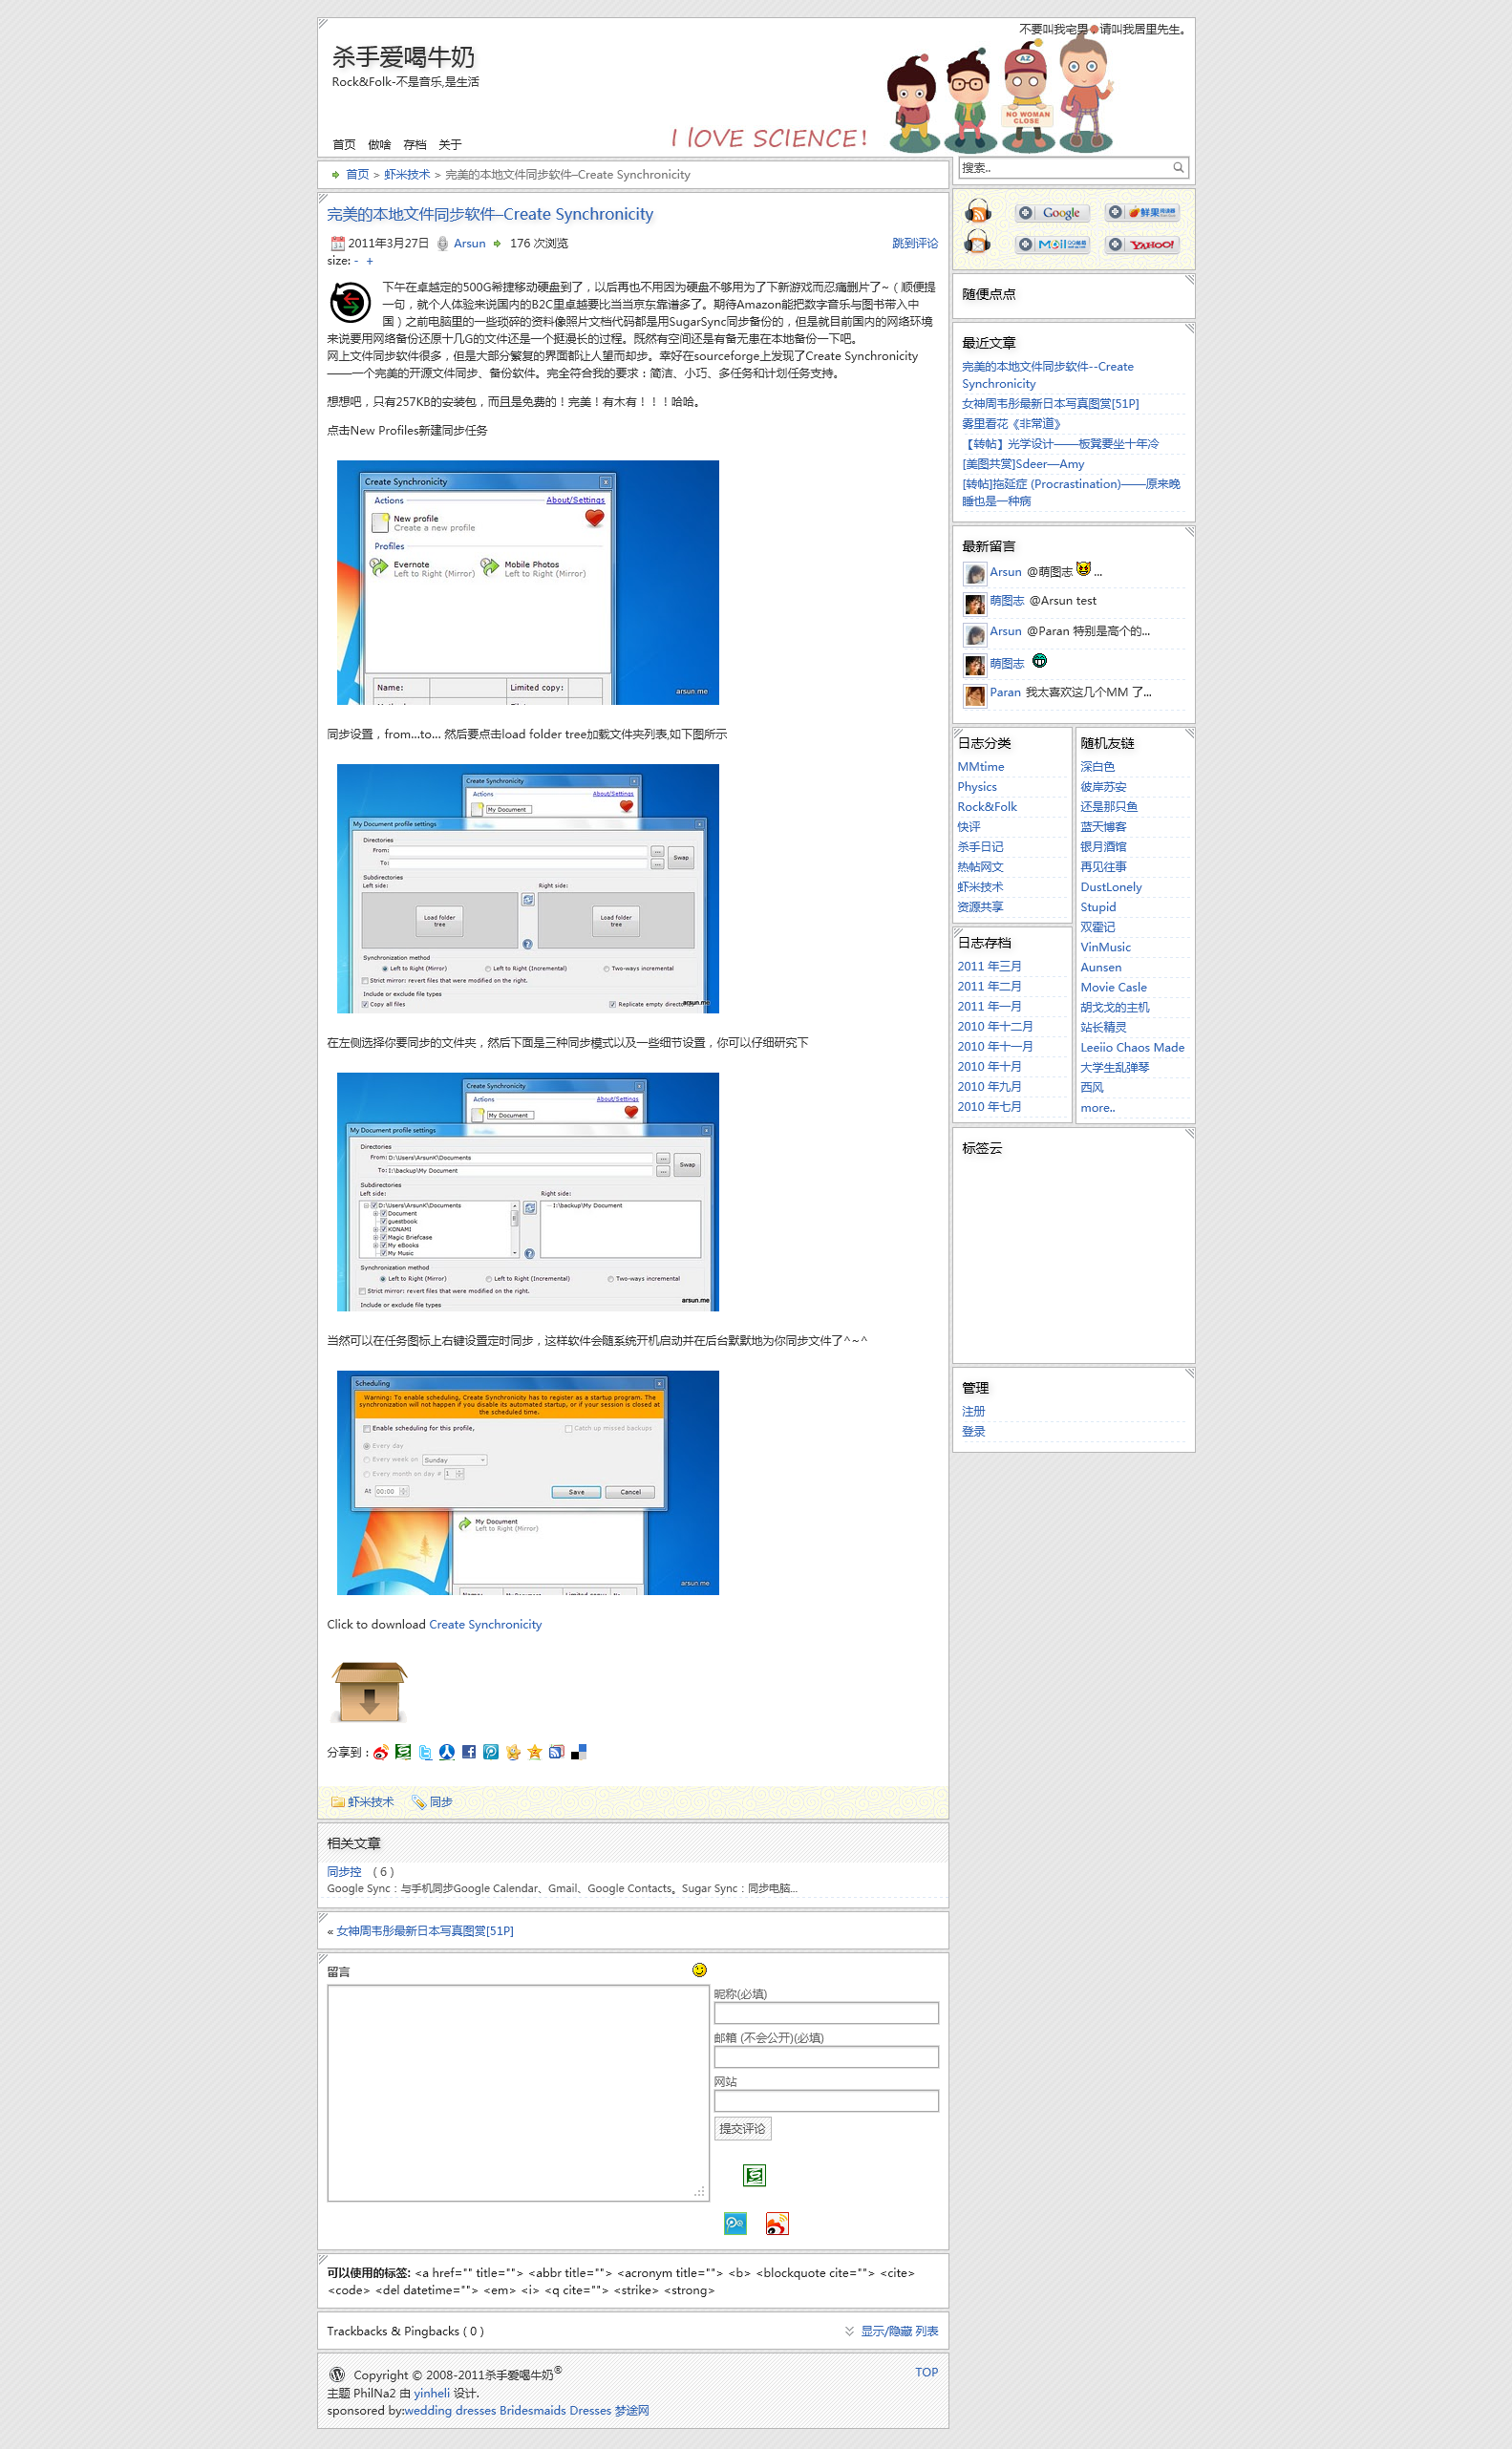 不要叫我宅男●请叫我居里先生。
杀手爱喝牛奶
Rock&Folk-不是音乐,是生活
AZ
NO WOMAN
CLOSE
I lOVE SCIENCE!
首页 做啥 存档 关于
首页 > 虾米技术 > 完美的本地文件同步软件–Create Synchronicity
搜索..
完美的本地文件同步软件–Create Synchronicity
2011年3月27日 Arsun 176 次浏览 跳到评论
size: - +
下午在卓越定的500G希捷移动硬盘到了，以后再也不用因为硬盘不够用为了下新游戏而忍痛删片了~（顺便提
一句，就个人体验来说国内的B2C里卓越要比当当京东靠谱多了。期待Amazon能把数字音乐与图书带入中
国）之前电脑里的一些琐碎的资料像照片文档代码都是用SugarSync同步备份的，但是就目前国内的网络环境
来说要用网络备份还原十几G的文件还是一个挺漫长的过程。既然有空间还是有备无患在本地备份一下吧。
网上文件同步软件很多，但是大部分繁复的界面都让人望而却步。幸好在sourceforge上发现了Create Synchronicity
——一个完美的开源文件同步、备份软件。完全符合我的要求：简洁、小巧、多任务和计划任务支持。
想想吧，只有257KB的安装包，而且是免费的！完美！有木有！！！哈哈。
点击New Profiles新建同步任务
Create Synchronicity
Actions About/Settings
New profile
Create a new profile
Profiles
Evernote Mobile Photos
Left to Right (Mirror) Left to Right (Mirror)
Name: Limited copy:
arsun.me
同步设置，from…to… 然后要点击load folder tree加载文件夹列表,如下图所示
Create Synchronicity
Actions About/Settings
My Document
My Document profile settings
Directories
From:
To:
... ... Swap
Subdirectories
Left side: Right side:
Load folder tree Load folder tree
Synchronization method
Left to Right (Mirror) Left to Right (Incremental) Two-ways incremental
Strict mirror: revert files that were modified on the right.
Include or exclude file types
Copy all files Replicate empty directories
arsun.me
在左侧选择你要同步的文件夹，然后下面是三种同步模式以及一些细节设置，你可以仔细研究下
Create Synchronicity
Actions About/Settings
My Document
My Document profile settings
Directories
From: D:\Users\ArsunK\Documents
To: I:\backup\My Document
... ... Swap
Subdirectories
Left side: Right side:
D:\Users\ArsunK\Documents I:\backup\My Document
Document
guestbook
KONAMI
Magic Briefcase
My eBooks
My Music
Synchronization method
Left to Right (Mirror) Left to Right (Incremental) Two-ways incremental
Strict mirror: revert files that were modified on the right.
Include or exclude file types
arsun.me
当然可以在任务图标上右键设置定时同步，这样软件会随系统开机启动并在后台默默地为你同步文件了^~^
Scheduling
Warning: To enable scheduling, Create Synchronicity has to register as a startup program. The
synchronization will not happen if you disable its automated startup, or if your session is closed at
the scheduled time.
Enable scheduling for this profile, Catch up missed backups
Every day
Every week on Sunday
Every month on day # 1
At 00:00 Save Cancel
My Document
Left to Right (Mirror)
arsun.me
Click to download Create Synchronicity
分享到：
虾米技术 同步
相关文章
同步控 ( 6 )
Google Sync：与手机同步Google Calendar、Gmail、Google Contacts。Sugar Sync：同步电脑...
« 女神周韦彤最新日本写真图赏[51P]
留言
昵称(必填)
邮箱 (不会公开)(必填)
网站
提交评论
可以使用的标签: <a href="" title=""> <abbr title=""> <acronym title=""> <b> <blockquote cite=""> <cite>
<code> <del datetime=""> <em> <i> <q cite=""> <strike> <strong>
Trackbacks & Pingbacks ( 0 ) 显示/隐藏 列表
Copyright © 2008-2011杀手爱喝牛奶® TOP
主题 PhilNa2 由 yinheli 设计.
sponsored by:wedding dresses Bridesmaids Dresses 梦途网
Google 鲜果阅读器
Mail QQ邮箱 YAHOO!
随便点点
最近文章
完美的本地文件同步软件--Create
Synchronicity
女神周韦彤最新日本写真图赏[51P]
雾里看花《非常道》
【转帖】光学设计——板凳要坐十年冷
[美图共赏]Sdeer—Amy
[转帖]拖延症 (Procrastination)——原来晚
睡也是一种病
最新留言
Arsun @萌图志 ...
萌图志 @Arsun test
Arsun @Paran 特别是高个的...
萌图志
Paran 我太喜欢这几个MM 了...
日志分类
MMtime
Physics
Rock&Folk
快评
杀手日记
热帖网文
虾米技术
资源共享
日志存档
2011 年三月
2011 年二月
2011 年一月
2010 年十二月
2010 年十一月
2010 年十月
2010 年九月
2010 年七月
随机友链
深白色
彼岸苏安
还是那只鱼
蓝天博客
银月酒馆
再见往事
DustLonely
Stupid
双霍记
VinMusic
Aunsen
Movie Casle
胡戈戈的主机
站长精灵
Leeiio Chaos Made
大学生乱弹琴
西风
more..
标签云
管理
注册
登录